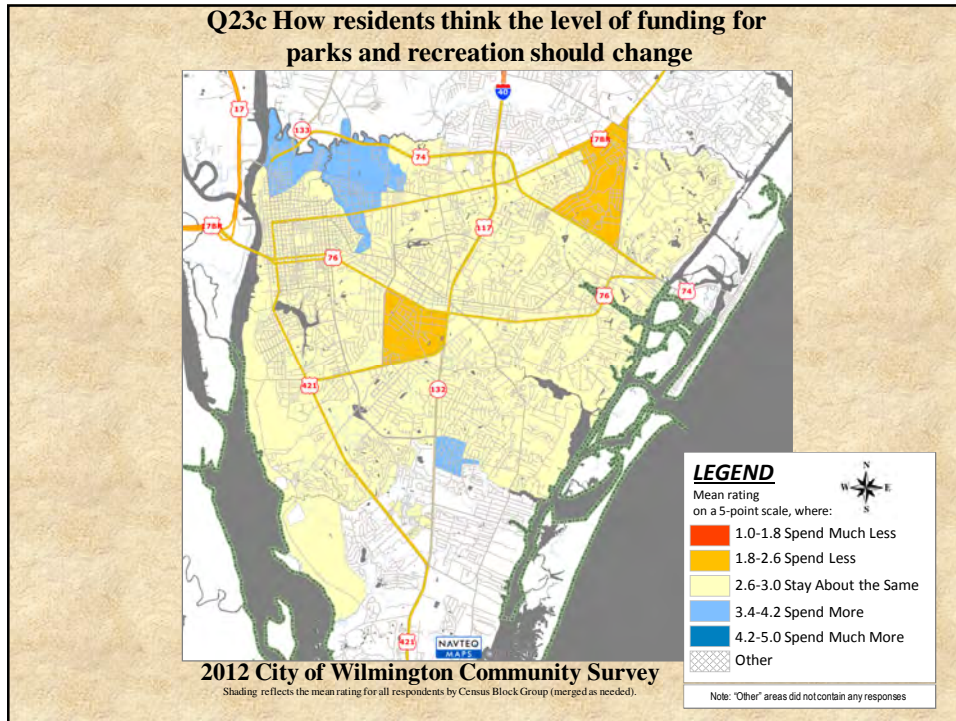 Q23c How residents think the level of funding for
parks and recreation should change
40
17
133
74
117
76
76
74
421
132
421
NAVTEQ
MAPS
LEGEND
Mean rating
on a 5-point scale, where:
N
W E
S
1.0-1.8 Spend Much Less
1.8-2.6 Spend Less
2.6-3.0 Stay About the Same
3.4-4.2 Spend More
4.2-5.0 Spend Much More
Other
Note: "Other" areas did not contain any responses
2012 City of Wilmington Community Survey
Shading reflects the mean rating for all respondents by Census Block Group (merged as needed).